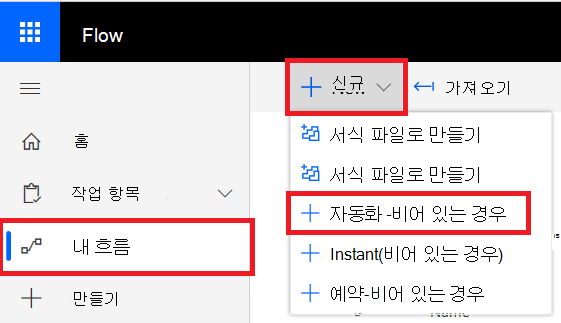 Flow
신규
가져오기
홈
작업 항목
내 흐름
만들기
서식 파일로 만들기
서식 파일로 만들기
자동화 -비어 있는 경우
Instant(비어 있는 경우)
예약-비어 있는 경우
Name